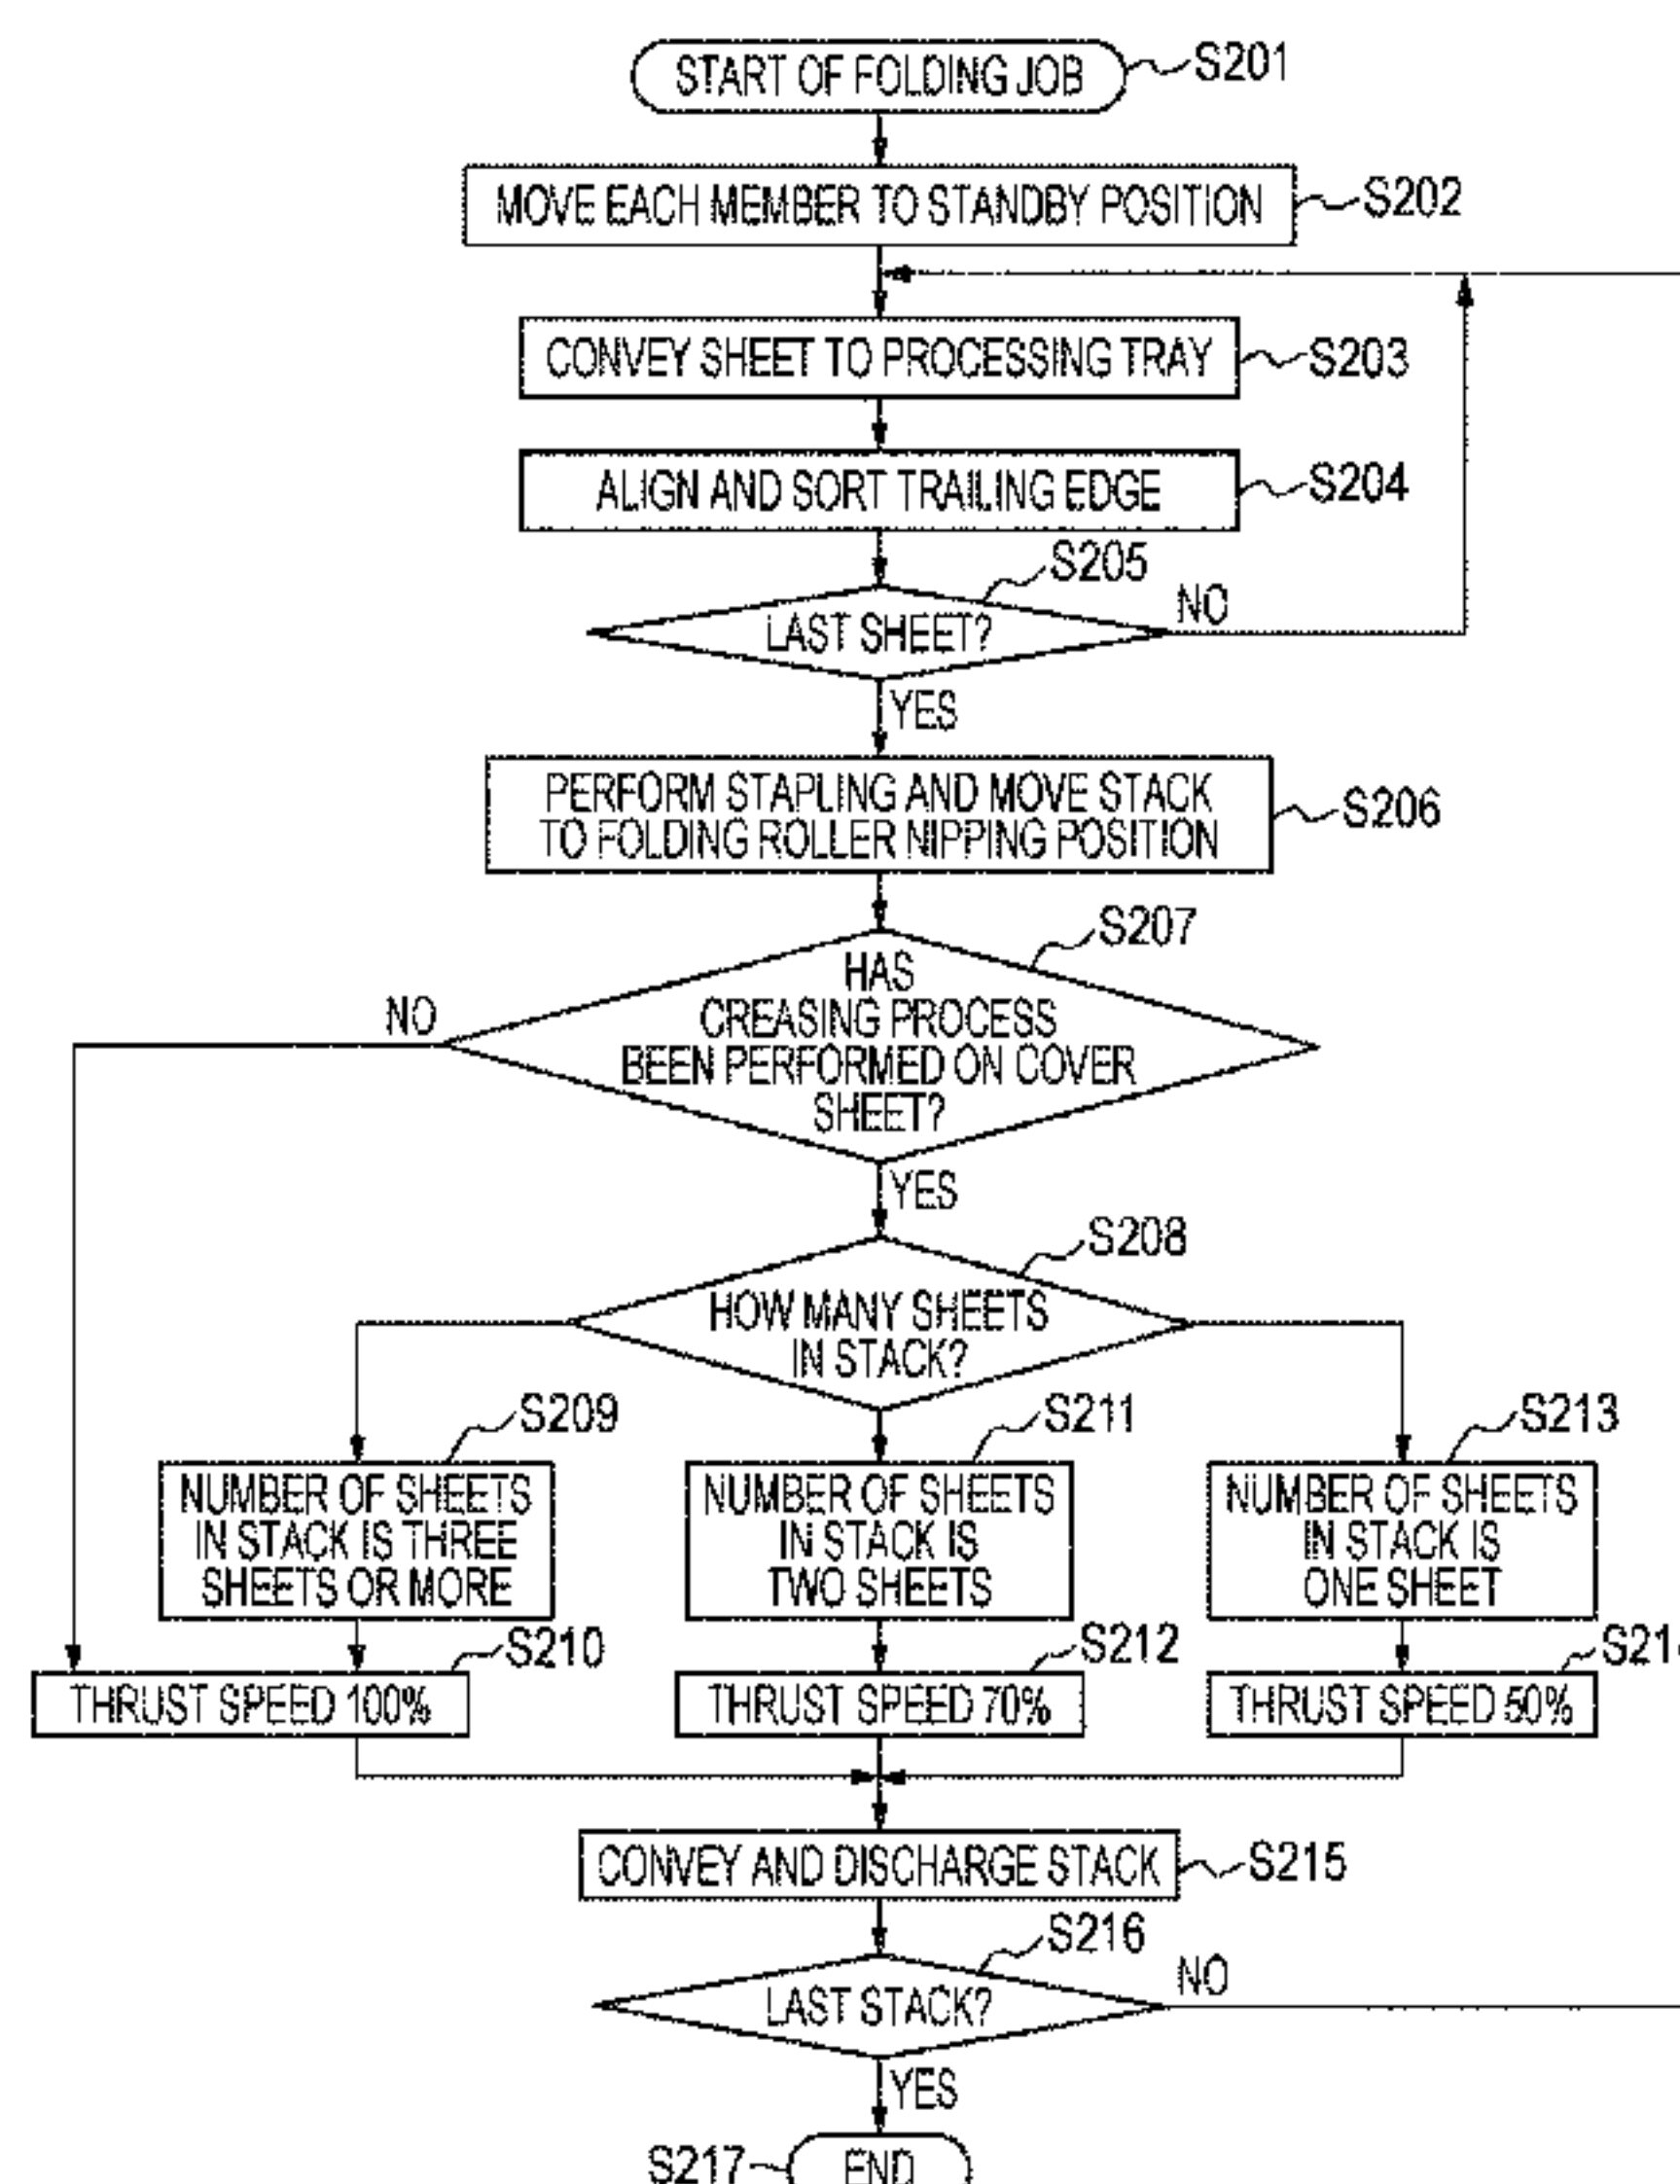 START OF FOLDING JOB
S201
MOVE EACH MEMBER TO STANDBY POSITION
S202
CONVEY SHEET TO PROCESSING TRAY
S203
ALIGN AND SORT TRAILING EDGE
S204
S205
LAST SHEET?
NO
YES
PERFORM STAPLING AND MOVE STACK
TO FOLDING ROLLER NIPPING POSITION
S206
S207
HAS
CREASING PROCESS
BEEN PERFORMED ON COVER
SHEET?
NO
YES
S208
HOW MANY SHEETS
IN STACK?
S209
NUMBER OF SHEETS
IN STACK IS THREE
SHEETS OR MORE
S211
NUMBER OF SHEETS
IN STACK IS
TWO SHEETS
S213
NUMBER OF SHEETS
IN STACK IS
ONE SHEET
S210
THRUST SPEED 100%
S212
THRUST SPEED 70%
THRUST SPEED 50%
CONVEY AND DISCHARGE STACK
S215
S216
LAST STACK?
NO
YES
S217
END